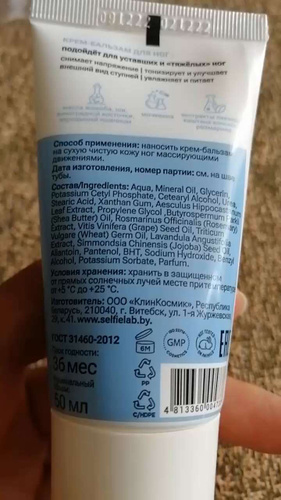 091222 021222
КРЕМ-БАЛЬЗАМ ДЛЯ НОГ
подойдёт для уставших и «тяжёлых» ног
снимает напряжение | тонизирует и улучшает
внешний вид ступней | увлажняет и питает
Способ применения: наносить крем-бальзам
на сухую чистую кожу ног массирующими
движениями.
Дата изготовления, номер партии: см. на шве
тубы.
Состав/Ingredients: Aqua, Mineral Oil, Glycerin,
Potassium Cetyl Phosphate, Cetearyl Alcohol, Urea,
Stearic Acid, Xanthan Gum, Aesculus Hippocastanum
Leaf Extract, Propylene Glycol, Butyrospermum Parkii
(Shea Butter) Oil, Rosmarinus Officinalis (Rosemary)
Extract, Vitis Vinifera (Grape) Seed Oil, Triticum
Vulgare (Wheat) Germ Oil, Lavandula Angustifolia
Extract, Simmondsia Chinensis (Jojoba) Seed Oil,
Allantoin, Pantenol, BHT, Sodium Hydroxide, Benzyl
Alcohol, Potassium Sorbate, Parfum.
Условия хранения: хранить в защищенном
от прямых солнечных лучей месте при температуре
от +5 °C до +25 °C.
Изготовитель: ООО «КлинКосмик», Республика
Беларусь, 210040, г. Витебск, ул. 1-я Журжевская,
к.41. www.selfielab.by.
ГОСТ 31460-2012
Срок годности:
36 мес
Номинальный
50 мл
6M
GMP
EAC
PP
C/HDPE
4 813360 004